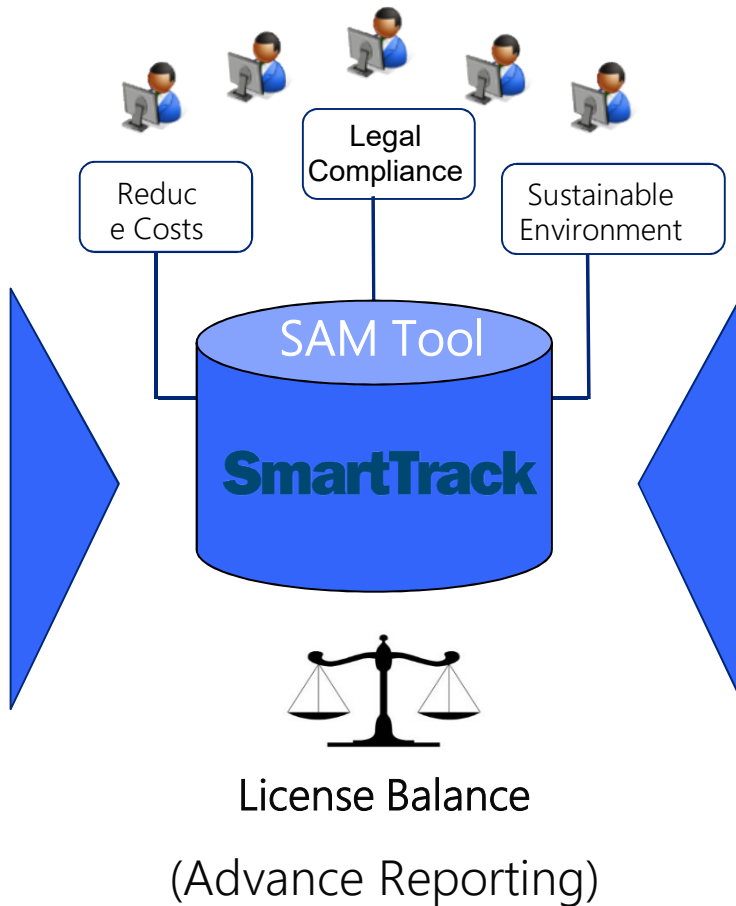 Legal
Compliance
Reduc
e Costs
Sustainable
Environment
SAM Tool
SmartTrack
License Balance
(Advance Reporting)